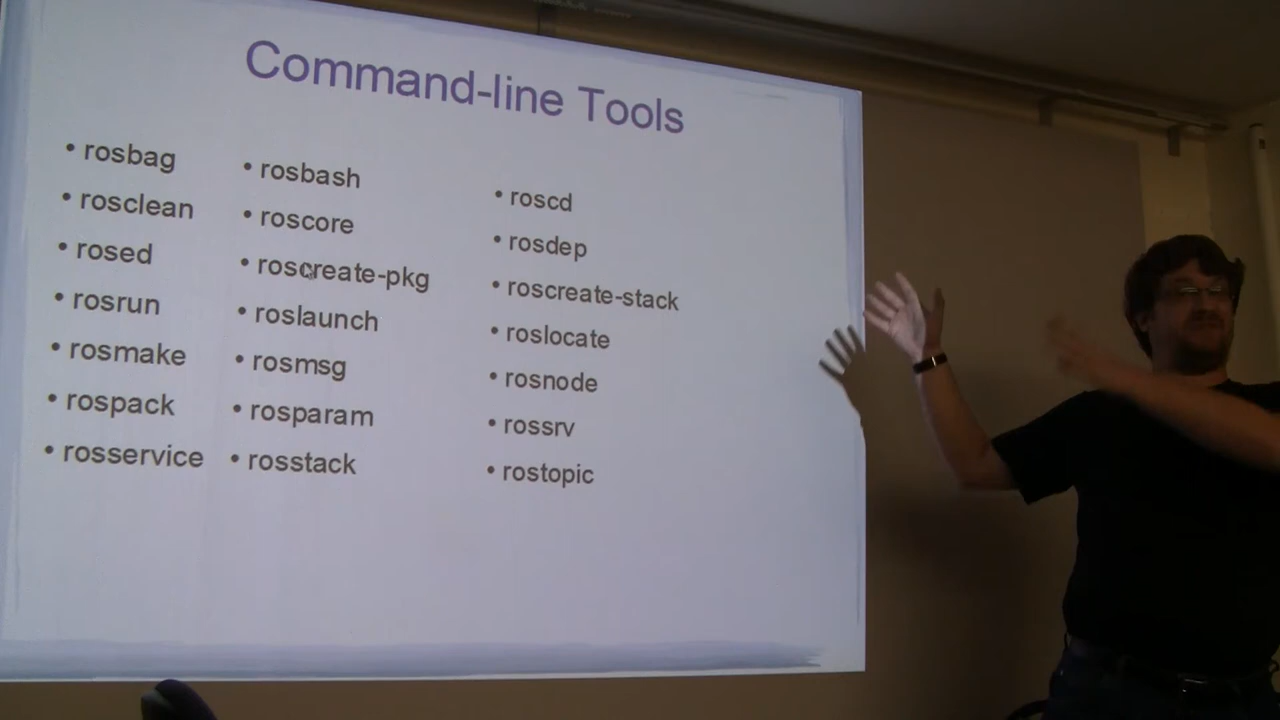 Command-line Tools
• rosbag
• rosclean
• rosed
• rosrun
• rosmake
• rospack
• rosservice
• rosbash
• roscore
• roscreate-pkg
• roslaunch
• rosmsg
• rosparam
• rosstack
• roscd
• rosdep
• roscreate-stack
• roslocate
• rosnode
• rossrv
• rostopic